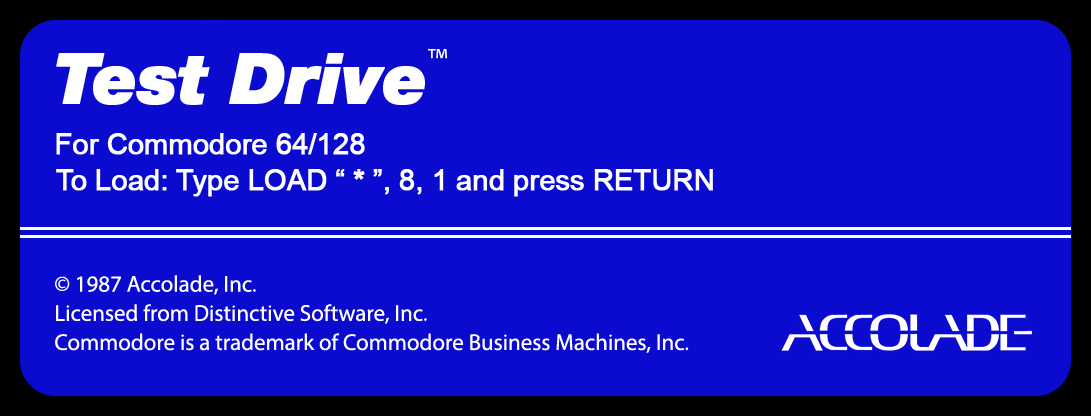 Test Drive™
For Commodore 64/128
To Load: Type LOAD “ * ”, 8, 1 and press RETURN
© 1987 Accolade, Inc.
Licensed from Distinctive Software, Inc.
Commodore is a trademark of Commodore Business Machines, Inc.
ACCOLADE